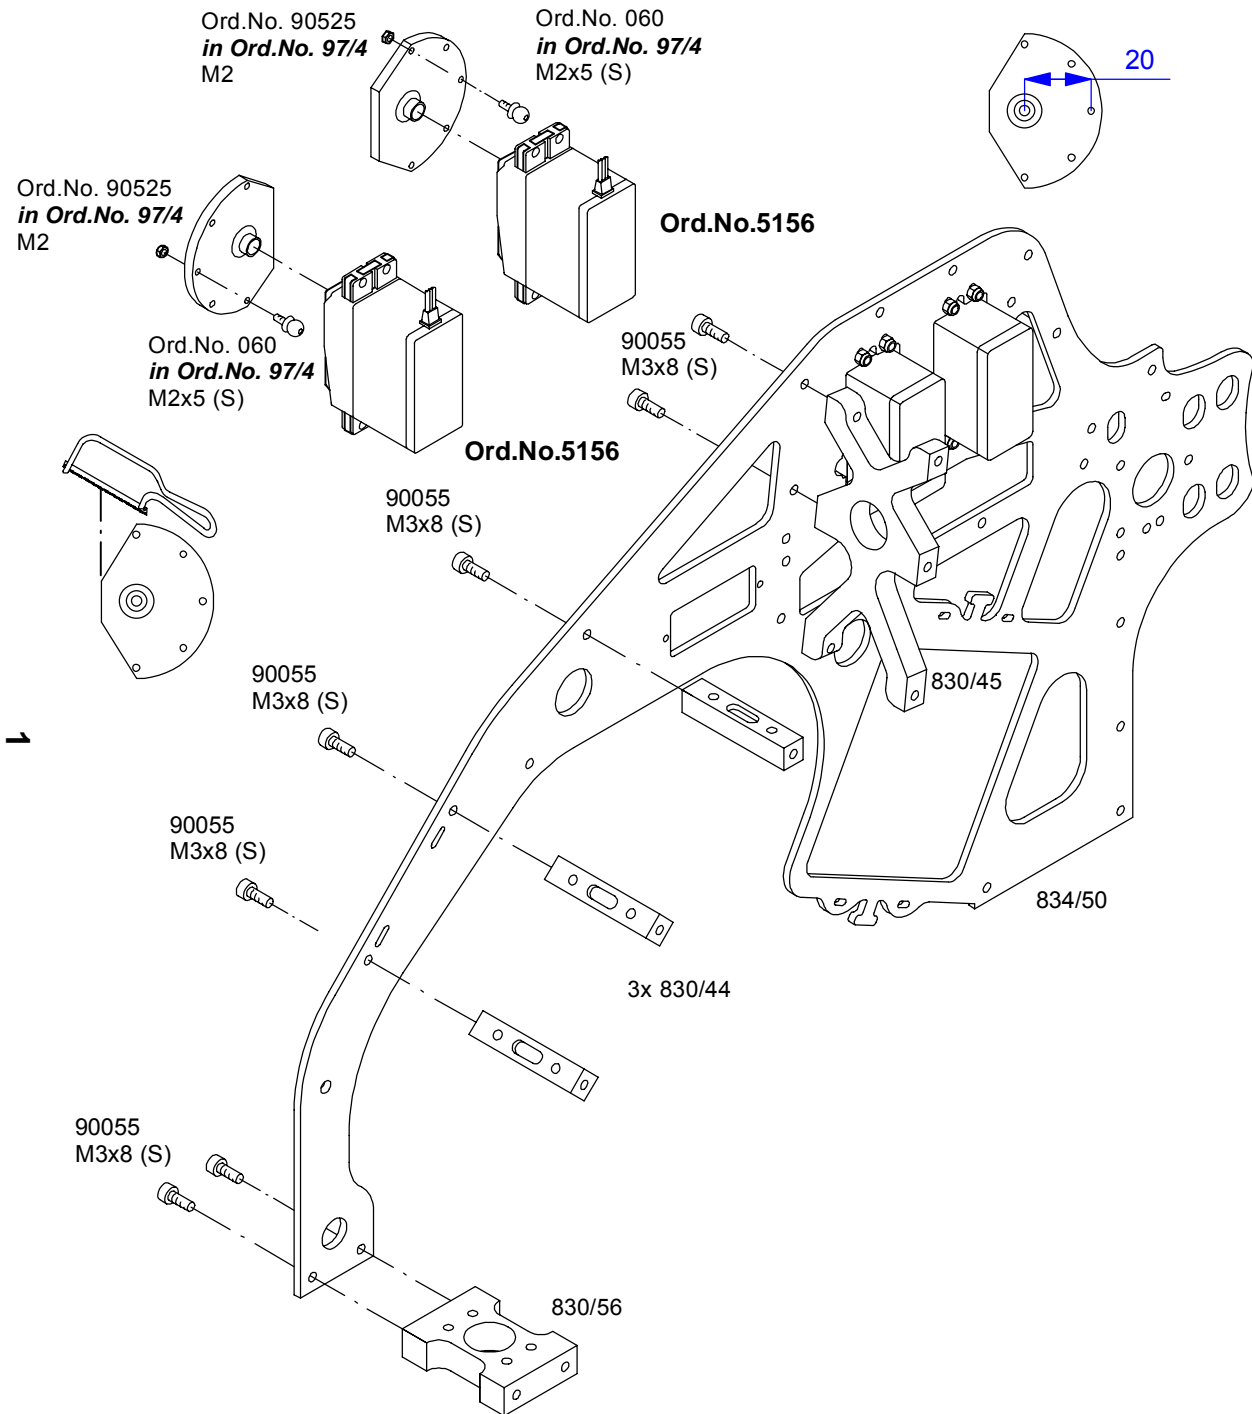 Ord.No. 90525
in Ord.No. 97/4
M2
Ord.No. 060
in Ord.No. 97/4
M2x5 (S)
20
Ord.No. 90525
in Ord.No. 97/4
M2
Ord.No.5156
Ord.No. 060
in Ord.No. 97/4
M2x5 (S)
90055
M3x8 (S)
Ord.No.5156
90055
M3x8 (S)
90055
M3x8 (S)
830/45
1
90055
M3x8 (S)
834/50
3x 830/44
90055
M3x8 (S)
830/56